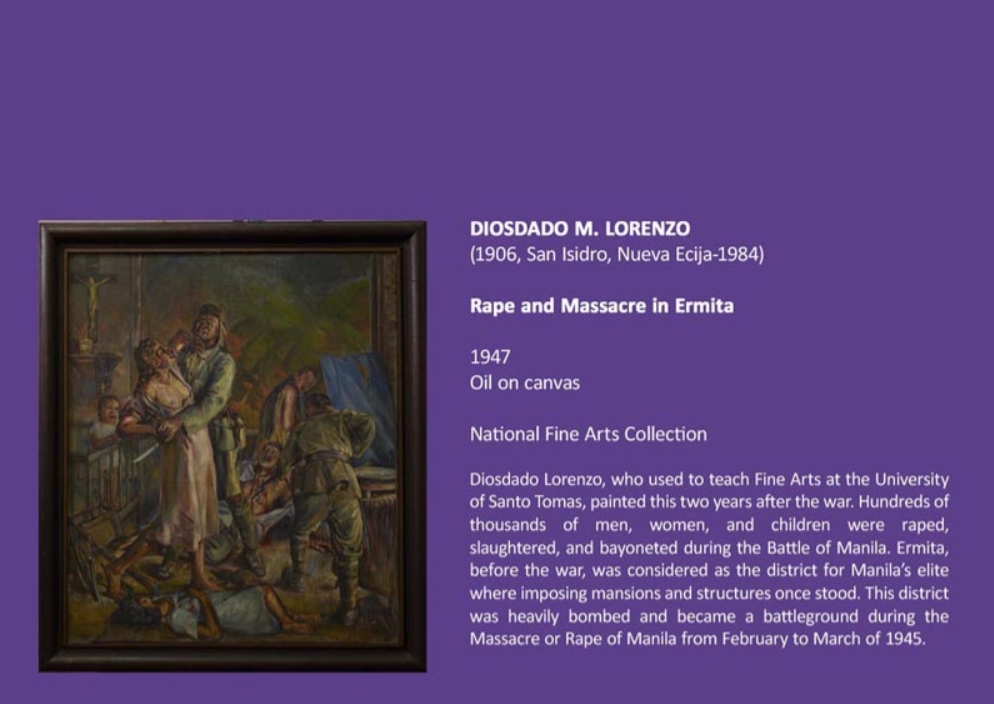 DIOSDADO M. LORENZO
(1906, San Isidro, Nueva Ecija-1984)
Rape and Massacre in Ermita
1947
Oil on canvas
National Fine Arts Collection
Diosdado Lorenzo, who used to teach Fine Arts at the University
of Santo Tomas, painted this two years after the war. Hundreds of
thousands of men, women, and children were raped,
slaughtered, and bayoneted during the Battle of Manila. Ermita,
before the war, was considered as the district for Manila’s elite
where imposing mansions and structures once stood. This district
was heavily bombed and became a battleground during the
Massacre or Rape of Manila from February to March of 1945.